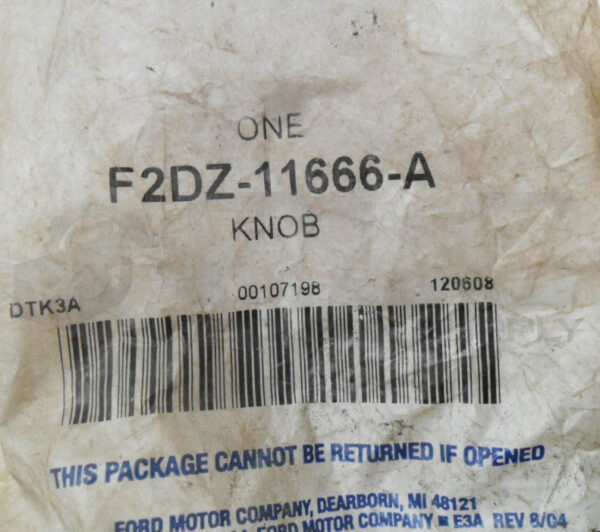 ONE
F2DZ-11666-A
KNOB
DTK3A 00107198 120608
THIS PACKAGE CANNOT BE RETURNED IF OPENED
FORD MOTOR COMPANY, DEARBORN, MI 48121
FORD MOTOR COMPANY ■ E3A REV 8/04